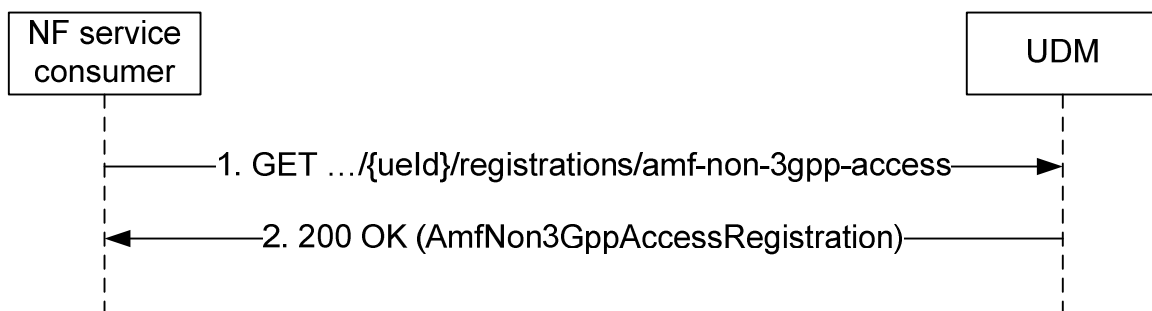 NF service
consumer
UDM
1. GET …/{ueId}/registrations/amf-non-3gpp-access
2. 200 OK (AmfNon3GppAccessRegistration)